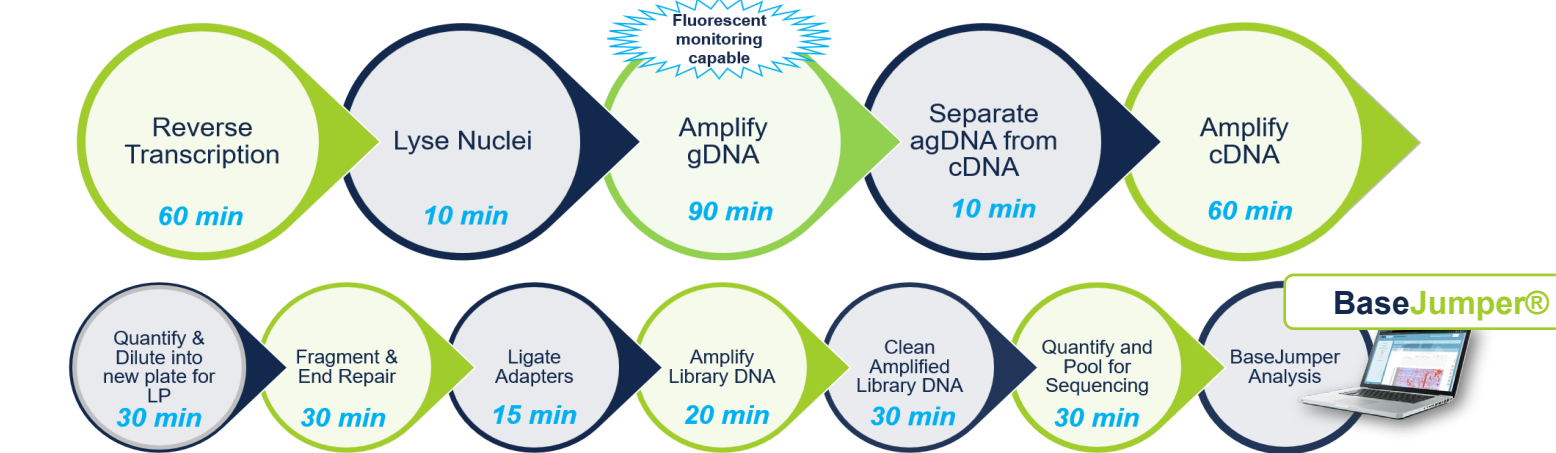 Fluorescent
monitoring
capable
Reverse
Transcription
60 min
Lyse Nuclei
10 min
Amplify
gDNA
90 min
Separate
agDNA from
cDNA
10 min
Amplify
cDNA
60 min
Quantify &
Dilute into
new plate for
LP
30 min
Fragment &
End Repair
30 min
Ligate
Adapters
15 min
Amplify
Library DNA
20 min
Clean
Amplified
Library DNA
30 min
Quantify and
Pool for
Sequencing
30 min
BaseJumper®
BaseJumper
Analysis